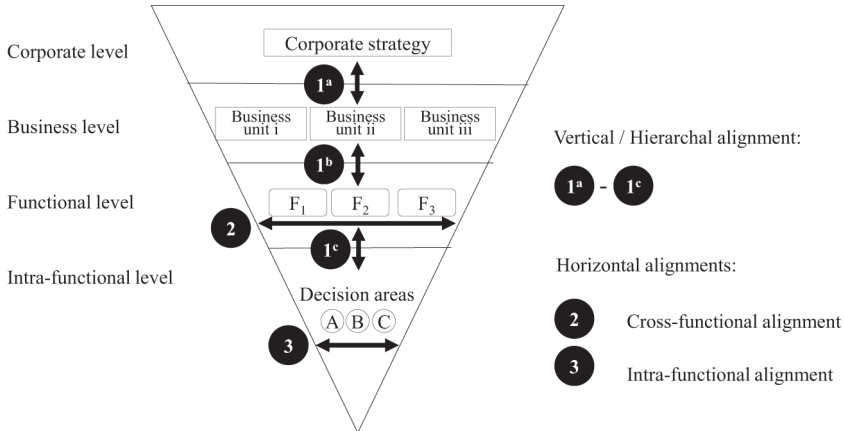 Corporate level
Corporate strategy
1ᵃ
Business level
Business unit i
Business unit ii
Business unit iii
1ᵇ
Functional level
F₁
F₂
F₃
2
1ᶜ
Intra-functional level
Decision areas
A B C
3
Vertical / Hierarchal alignment:
1ᵃ - 1ᶜ
Horizontal alignments:
2 Cross-functional alignment
3 Intra-functional alignment